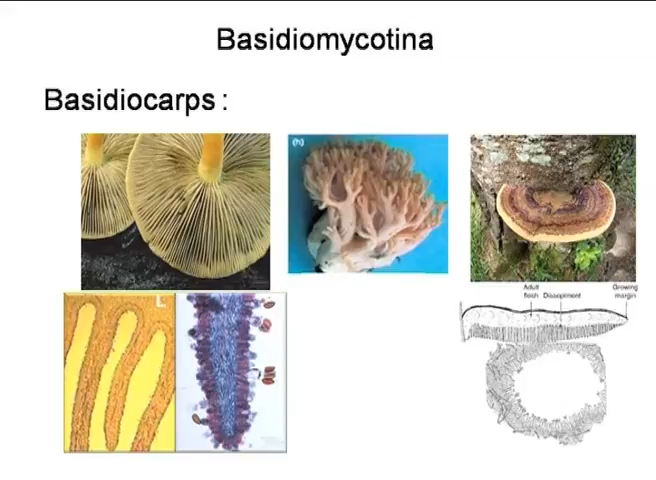 Basidiomycotina
Basidiocarps :
(h)
L
Adult flesh
Dissepiment
Growing margin